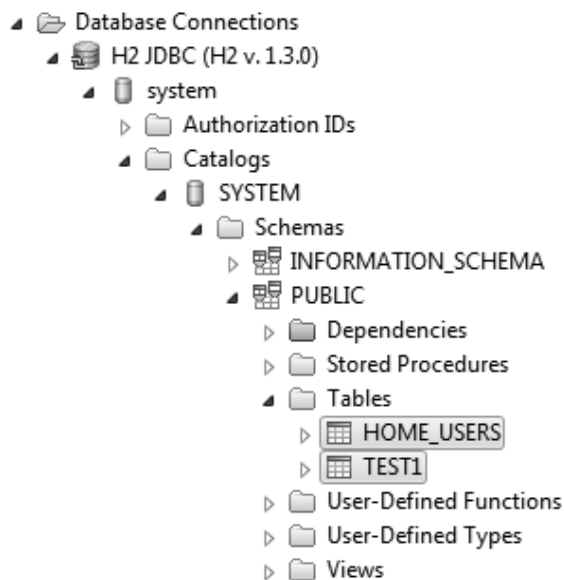 Database Connections
H2 JDBC (H2 v. 1.3.0)
system
Authorization IDs
Catalogs
SYSTEM
Schemas
INFORMATION_SCHEMA
PUBLIC
Dependencies
Stored Procedures
Tables
HOME_USERS
TEST1
User-Defined Functions
User-Defined Types
Views